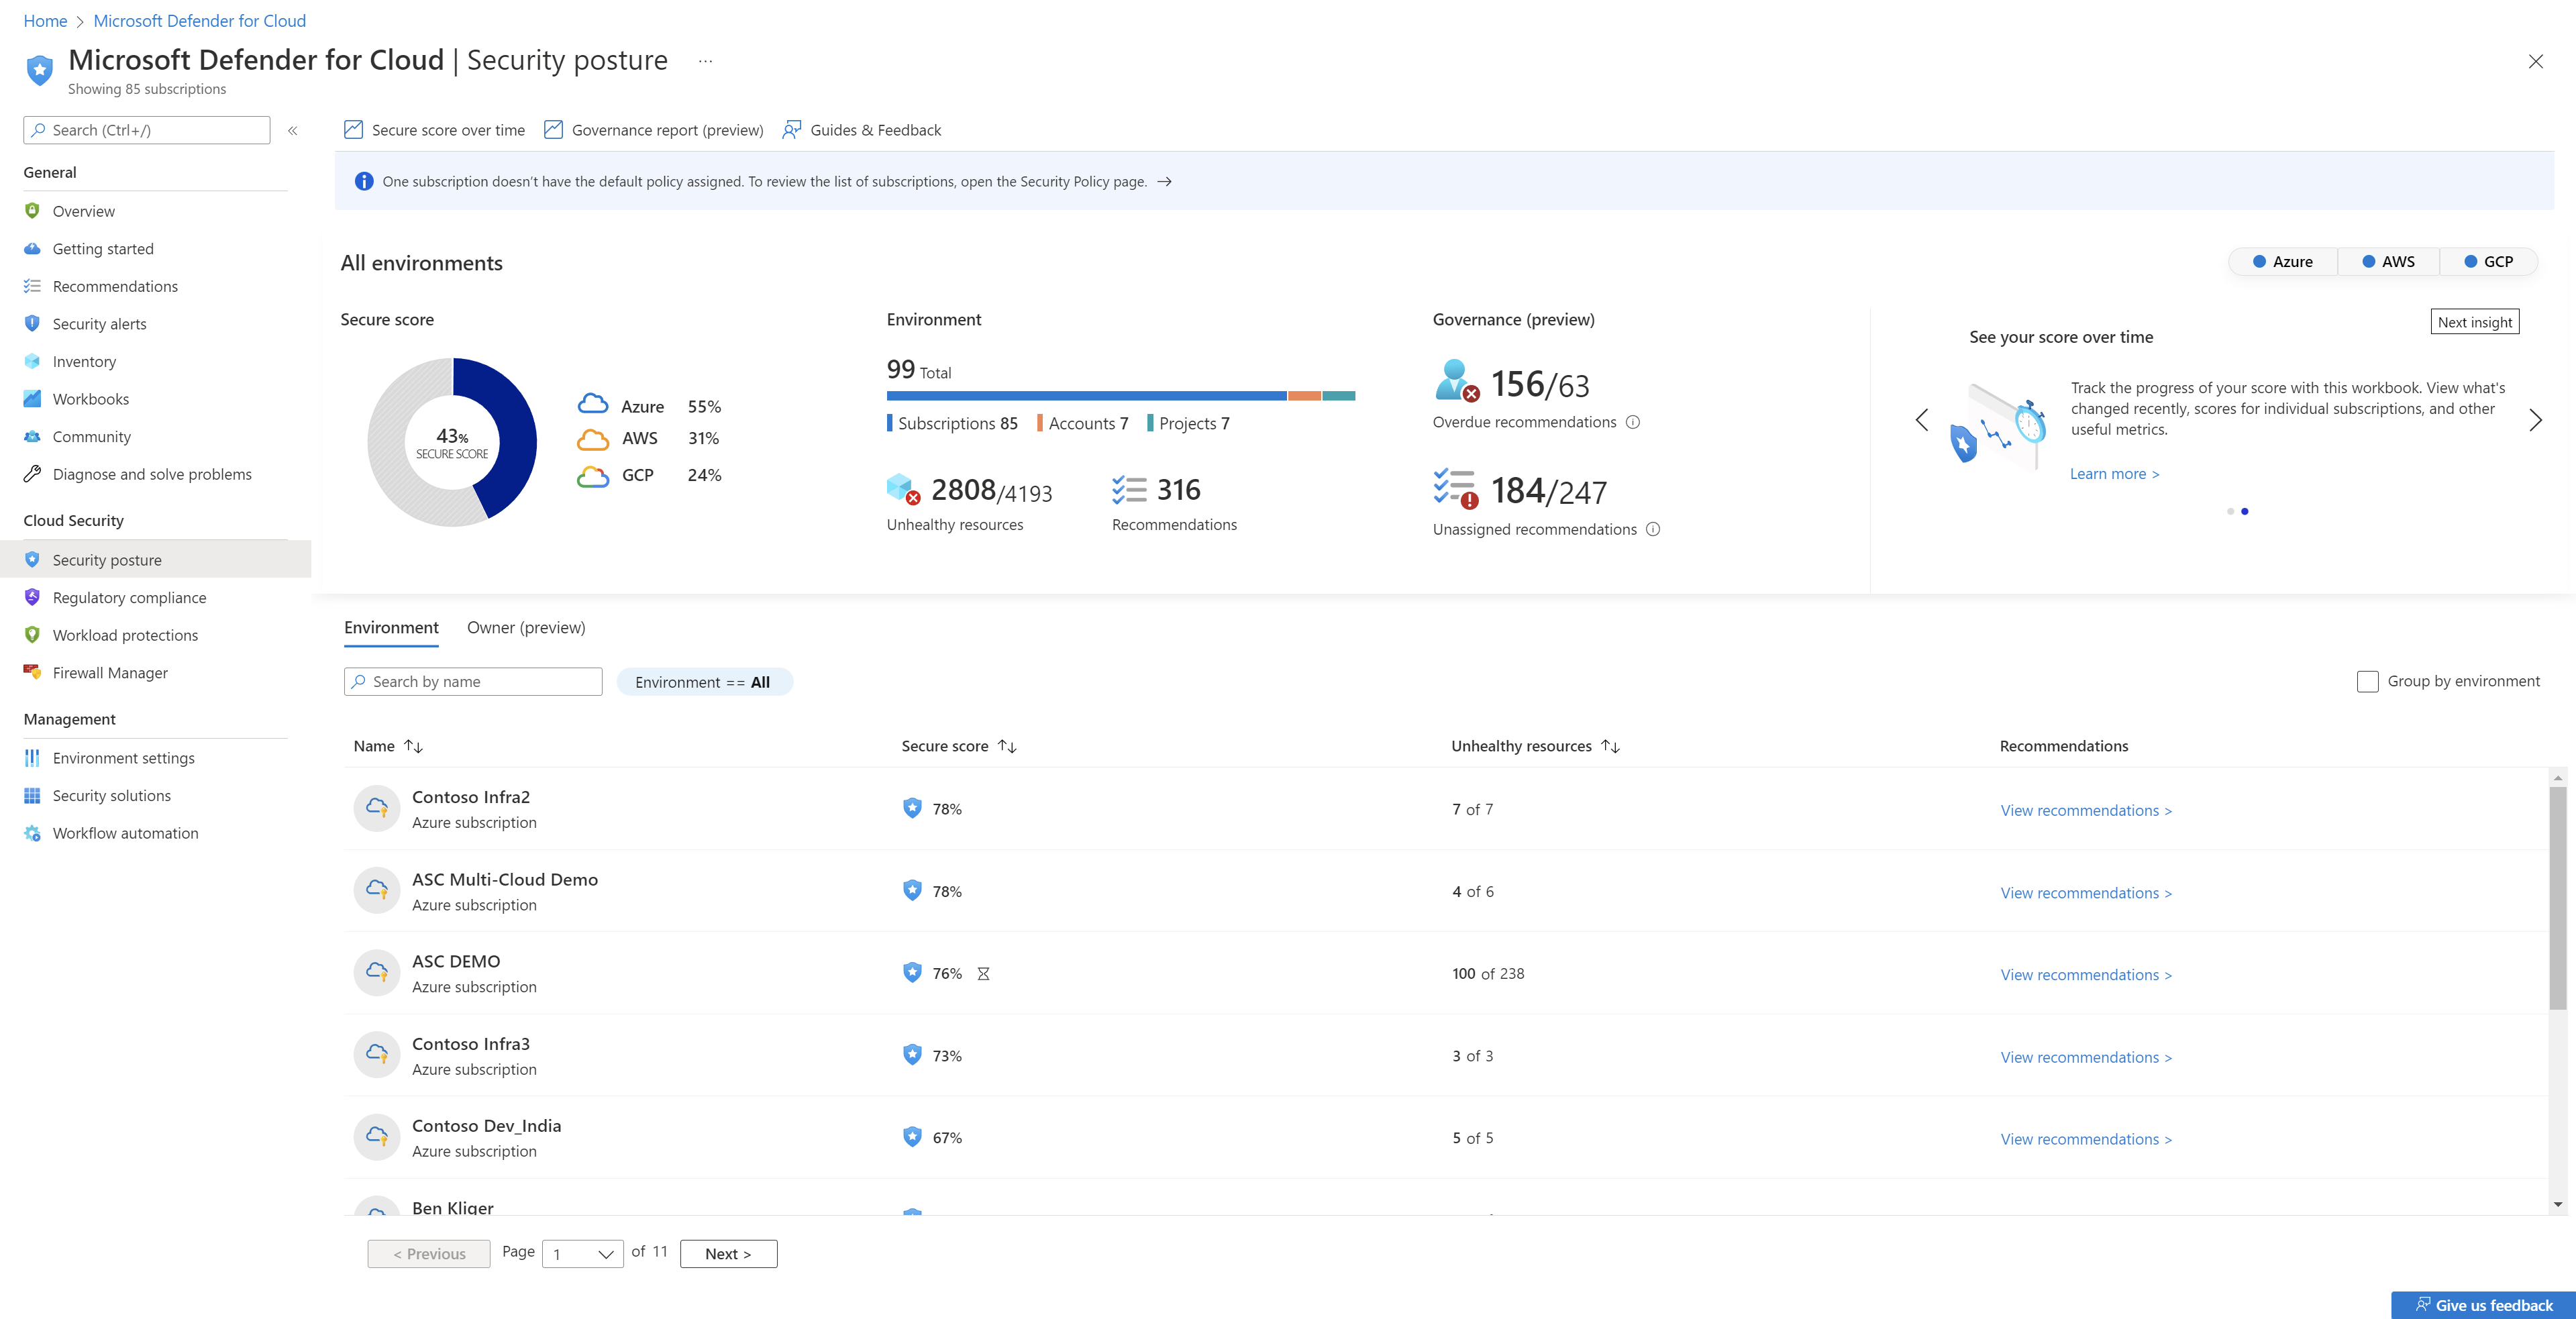 Home > Microsoft Defender for Cloud
Microsoft Defender for Cloud | Security posture ...
Showing 85 subscriptions
Search (Ctrl+/) «
General
Overview
Getting started
Recommendations
Security alerts
Inventory
Workbooks
Community
Diagnose and solve problems
Cloud Security
Security posture
Regulatory compliance
Workload protections
Firewall Manager
Management
Environment settings
Security solutions
Workflow automation
Secure score over time Governance report (preview) Guides & Feedback
One subscription doesn't have the default policy assigned. To review the list of subscriptions, open the Security Policy page. →
All environments
Azure AWS GCP
Secure score
43%
SECURE SCORE
Azure 55%
AWS 31%
GCP 24%
Environment
99 Total
Subscriptions 85 Accounts 7 Projects 7
2808/4193
Unhealthy resources
316
Recommendations
Governance (preview)
156/63
Overdue recommendations
184/247
Unassigned recommendations
Next insight
See your score over time
Track the progress of your score with this workbook. View what's
changed recently, scores for individual subscriptions, and other
useful metrics.
Learn more >
Environment Owner (preview)
Search by name Environment == All Group by environment
Name ↑↓ Secure score ↑↓ Unhealthy resources ↑↓ Recommendations
Contoso Infra2
Azure subscription
78% 7 of 7 View recommendations >
ASC Multi-Cloud Demo
Azure subscription
78% 4 of 6 View recommendations >
ASC DEMO
Azure subscription
76% 100 of 238 View recommendations >
Contoso Infra3
Azure subscription
73% 3 of 3 View recommendations >
Contoso Dev_India
Azure subscription
67% 5 of 5 View recommendations >
Ben Kliger
< Previous Page 1 of 11 Next >
Give us feedback